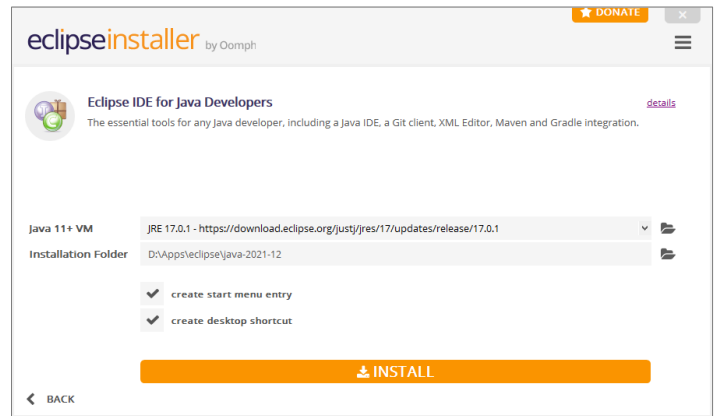 DONATE
eclipseinstaller by Oomph
Eclipse IDE for Java Developers
details
The essential tools for any Java developer, including a Java IDE, a Git client, XML Editor, Maven and Gradle integration.
Java 11+ VM
JRE 17.0.1 - https://download.eclipse.org/justj/jres/17/updates/release/17.0.1
Installation Folder
D:\Apps\eclipse\java-2021-12
create start menu entry
create desktop shortcut
INSTALL
BACK